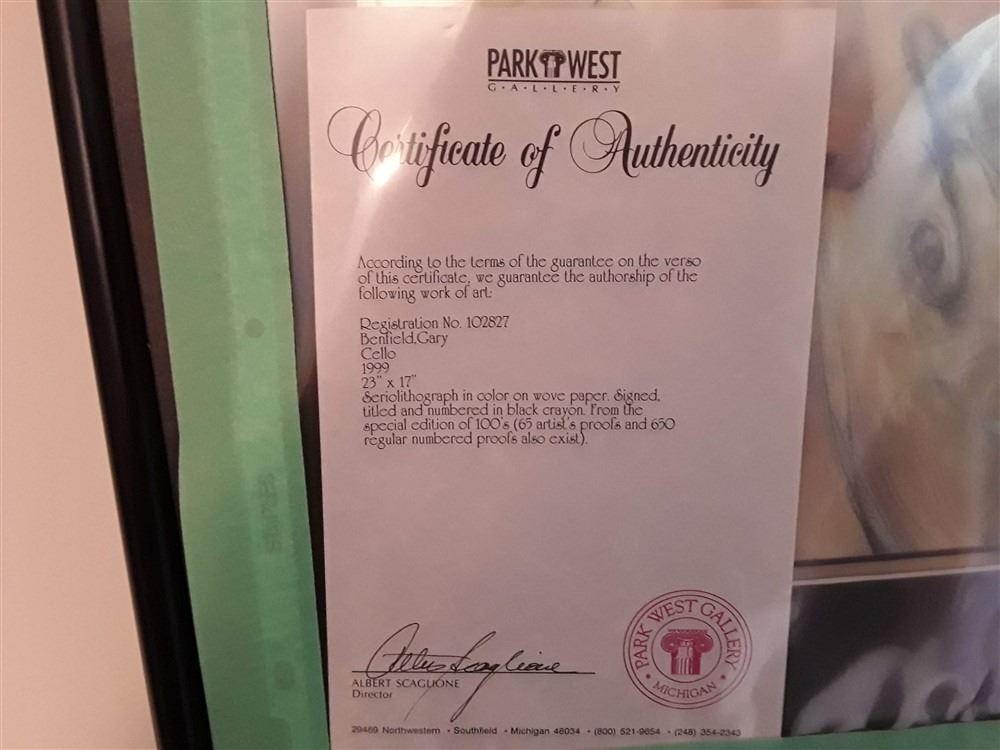 PARK WEST
G·A·L·L·E·R·Y
Certificate of Authenticity
According to the terms of the guarantee on the verso
of this certificate, we guarantee the authorship of the
following work of art:
Registration No. 102827
Benfield,Gary
Cello
1999
23" x 17"
Seriolithograph in color on wove paper. Signed,
titled and numbered in black crayon. From the
special edition of 100's (65 artist's proofs and 650
regular numbered proofs also exist).
Albert Scaglione
ALBERT SCAGLIONE
Director
PARK WEST GALLERY
• MICHIGAN •
29469 Northwestern • Southfield • Michigan 48034 • (800) 521-9654 • (248) 354-2343